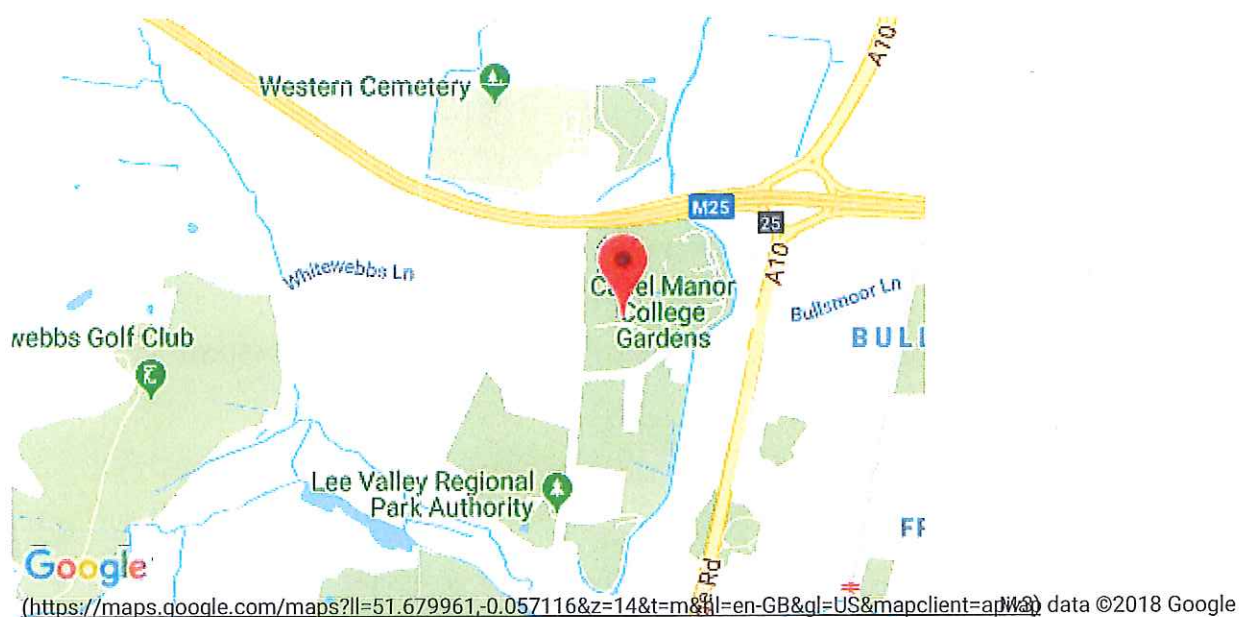 A10
Western Cemetery
M25
25
Whitewebbs Ln
A10
Bullsmoor Ln
Manor
College
Gardens
webbs Golf Club
BULL
Lee Valley Regional
Park Authority
FF
Google
Rd
(https://maps.google.com/maps?ll=51.679961,-0.057116&z=14&t=m&hl=en-GB&gl=US&mapclient=apiv3)
Map data ©2018 Google